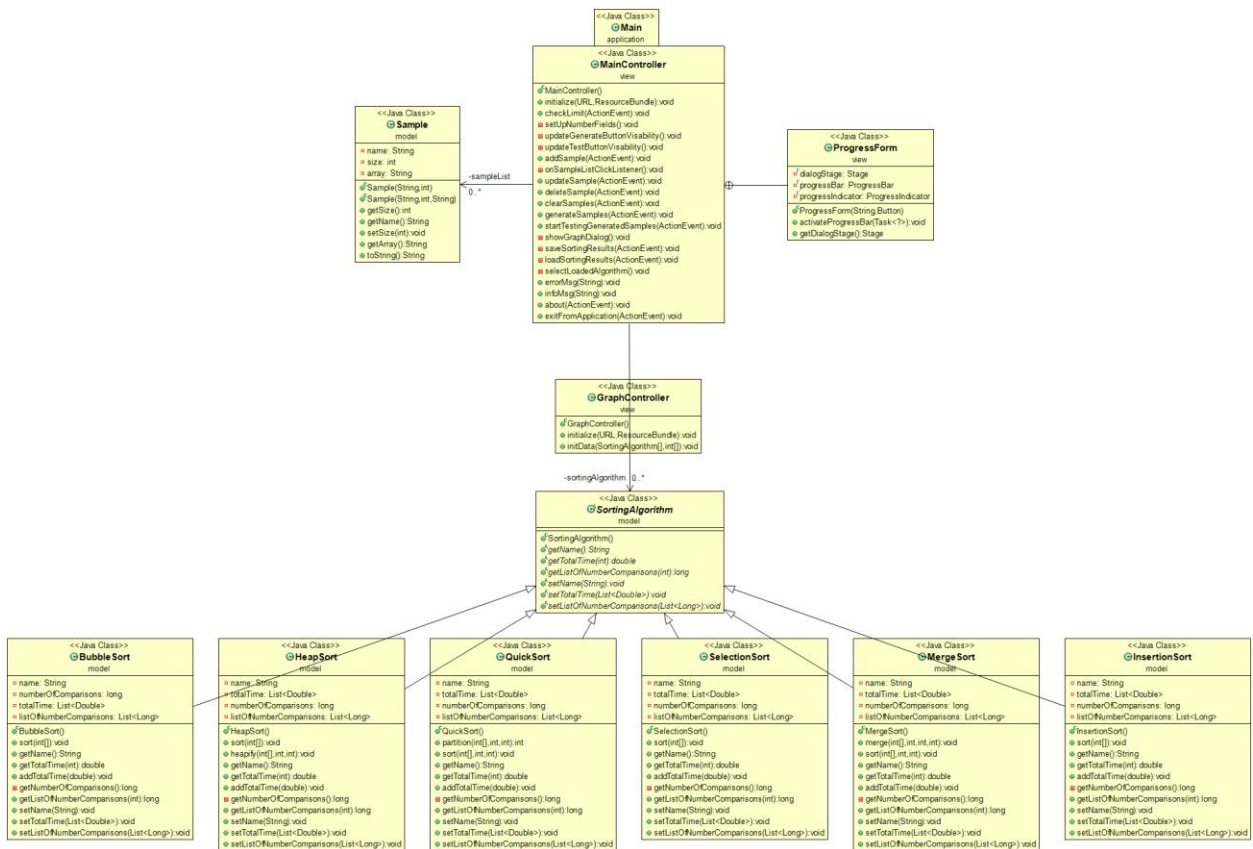 <<Java Class>>
Main
application
<<Java Class>>
MainController
view
MainController()
initialize(URL,ResourceBundle):void
checkLimit(ActionEvent):void
setUpNumberFields():void
updateGenerateButtonVisability():void
updateTestButtonVisability():void
addSample(ActionEvent):void
onSampleListClickListener():void
updateSample(ActionEvent):void
deleteSample(ActionEvent):void
clearSamples(ActionEvent):void
generateSamples(ActionEvent):void
startTestingGeneratedSamples(ActionEvent):void
showGraphDialog():void
saveSortingResults(ActionEvent):void
loadSortingResults(ActionEvent):void
selectLoadedAlgorithm():void
errorMsg(String):void
infoMsg(String):void
about(ActionEvent):void
exitFromApplication(ActionEvent):void
<<Java Class>>
Sample
model
name: String
size: int
array: String
Sample(String,int)
Sample(String,int,String)
getSize():int
getName():String
setSize(int):void
getArray():String
toString():String
-sampleList
0..*
<<Java Class>>
ProgressForm
view
dialogStage: Stage
progressBar: ProgressBar
progressIndicator: ProgressIndicator
ProgressForm(String,Button)
activateProgressBar(Task<?>):void
getDialogStage():Stage
<<Java Class>>
GraphController
view
GraphController()
initialize(URL,ResourceBundle):void
initData(SortingAlgorithm[],int[]):void
-sortingAlgorithm 0..*
<<Java Class>>
SortingAlgorithm
model
SortingAlgorithm()
getName():String
getTotalTime(int):double
getListOfNumberComparisons(int):long
setName(String):void
setTotalTime(List<Double>):void
setListOfNumberComparisons(List<Long>):void
<<Java Class>>
BubbleSort
model
name: String
numberOfComparisons: long
totalTime: List<Double>
listOfNumberComparisons: List<Long>
BubbleSort()
sort(int[]):void
getName():String
getTotalTime(int):double
addTotalTime(double):void
getNumberOfComparisons():long
getListOfNumberComparisons(int):long
setName(String):void
setTotalTime(List<Double>):void
setListOfNumberComparisons(List<Long>):void
<<Java Class>>
HeapSort
model
name: String
totalTime: List<Double>
numberOfComparisons: long
listOfNumberComparisons: List<Long>
HeapSort()
sort(int[]):void
heapify(int[],int,int):void
getName():String
getTotalTime(int):double
addTotalTime(double):void
getNumberOfComparisons():long
getListOfNumberComparisons(int):long
setName(String):void
setTotalTime(List<Double>):void
setListOfNumberComparisons(List<Long>):void
<<Java Class>>
QuickSort
model
name: String
totalTime: List<Double>
numberOfComparisons: long
listOfNumberComparisons: List<Long>
QuickSort()
partition(int[],int,int):int
sort(int[],int,int):void
getName():String
getTotalTime(int):double
addTotalTime(double):void
getNumberOfComparisons():long
getListOfNumberComparisons(int):long
setName(String):void
setTotalTime(List<Double>):void
setListOfNumberComparisons(List<Long>):void
<<Java Class>>
SelectionSort
model
name: String
totalTime: List<Double>
numberOfComparisons: long
listOfNumberComparisons: List<Long>
SelectionSort()
sort(int[]):void
getName():String
getTotalTime(int):double
addTotalTime(double):void
getNumberOfComparisons():long
getListOfNumberComparisons(int):long
setName(String):void
setTotalTime(List<Double>):void
setListOfNumberComparisons(List<Long>):void
<<Java Class>>
MergeSort
model
name: String
totalTime: List<Double>
numberOfComparisons: long
listOfNumberComparisons: List<Long>
MergeSort()
merge(int[],int,int,int):void
sort(int[],int,int):void
getName():String
getTotalTime(int):double
addTotalTime(double):void
getNumberOfComparisons():long
getListOfNumberComparisons(int):long
setName(String):void
setTotalTime(List<Double>):void
setListOfNumberComparisons(List<Long>):void
<<Java Class>>
InsertionSort
model
name: String
totalTime: List<Double>
numberOfComparisons: long
listOfNumberComparisons: List<Long>
InsertionSort()
sort(int[]):void
getName():String
getTotalTime(int):double
addTotalTime(double):void
getNumberOfComparisons():long
getListOfNumberComparisons(int):long
setName(String):void
setTotalTime(List<Double>):void
setListOfNumberComparisons(List<Long>):void